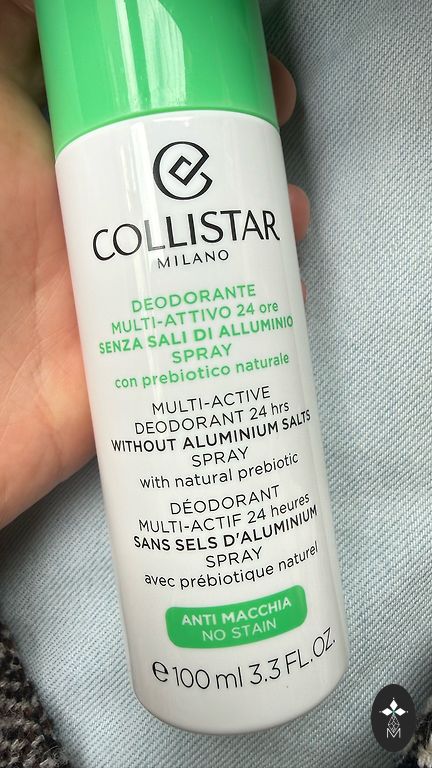 COLLISTAR
MILANO
DEODORANTE
MULTI-ATTIVO 24 ore
SENZA SALI DI ALLUMINIO
SPRAY
con prebiotico naturale
MULTI-ACTIVE
DEODORANT 24 hrs
WITHOUT ALUMINIUM SALTS
SPRAY
with natural prebiotic
DÉODORANT
MULTI-ACTIF 24 heures
SANS SELS D'ALUMINIUM
SPRAY
avec prébiotique naturel
ANTI MACCHIA
NO STAIN
e 100 ml 3.3 FL.OZ.
M